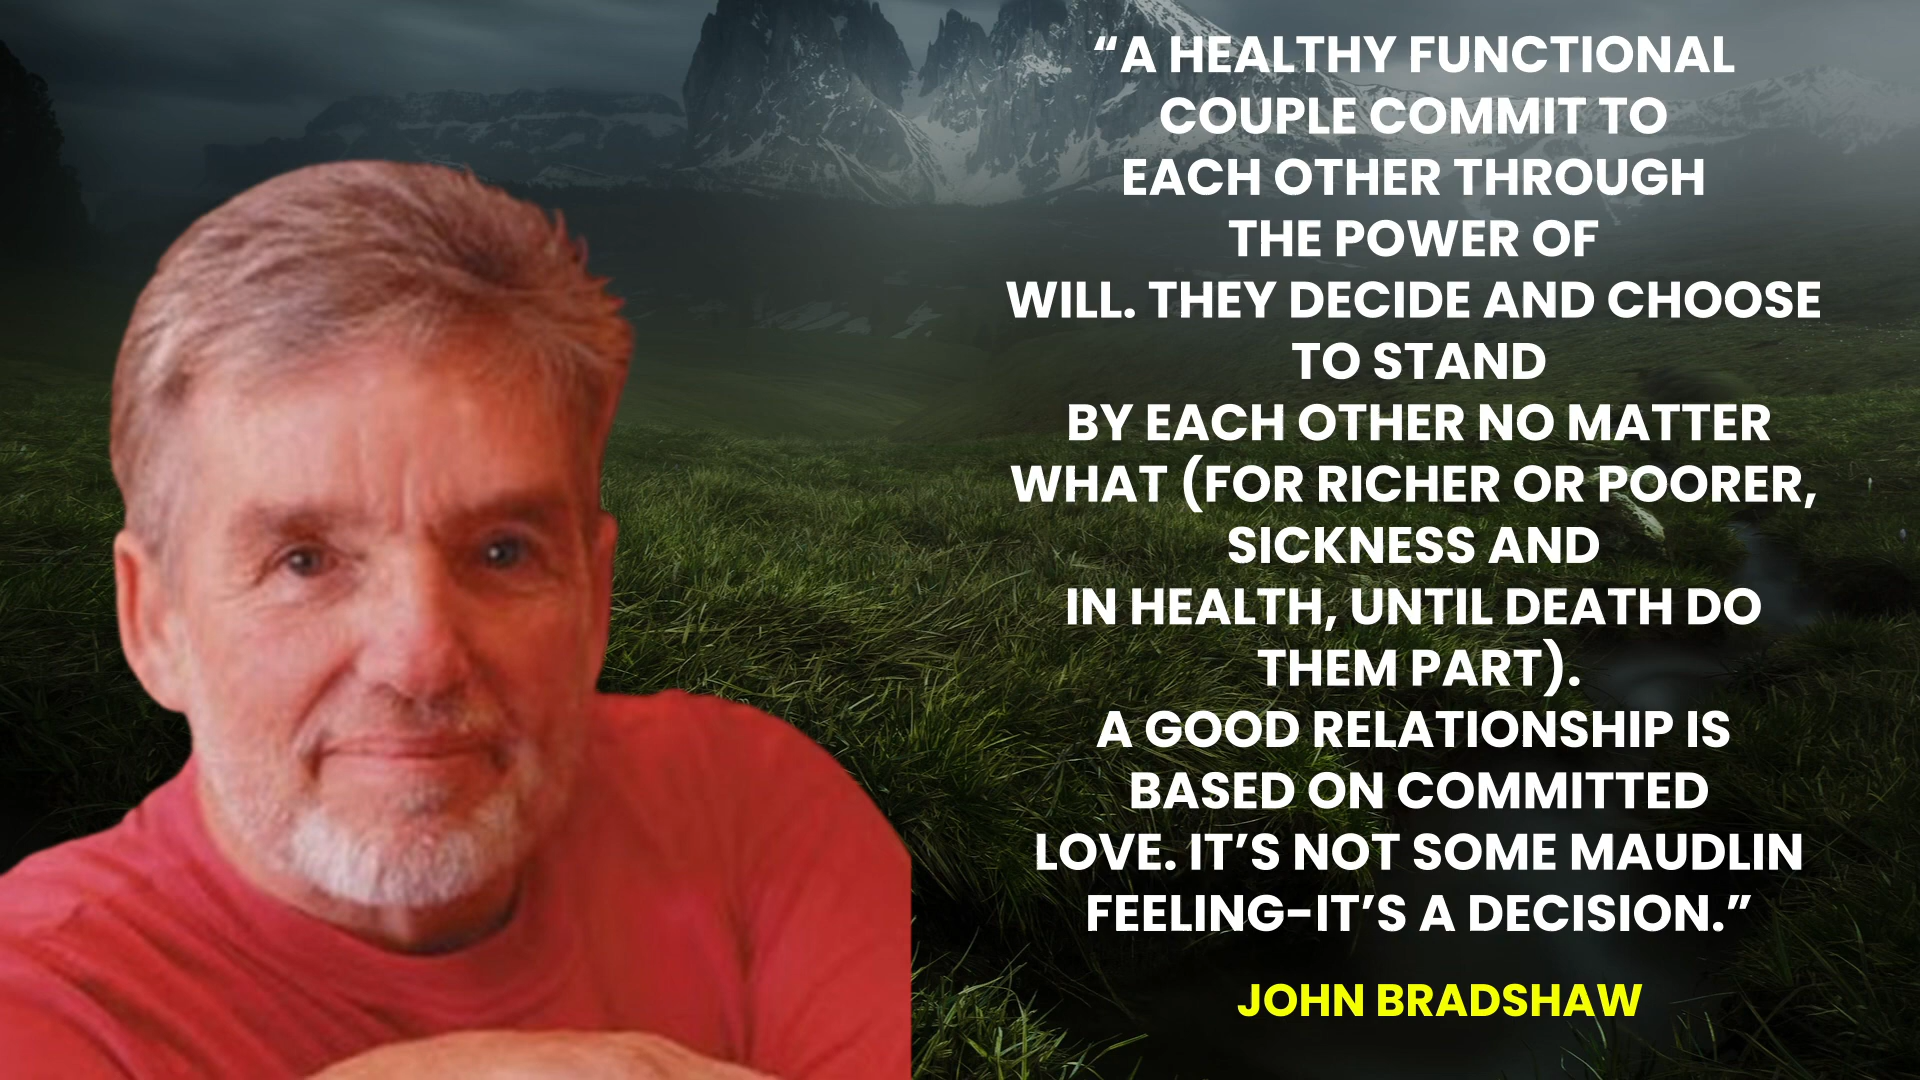 “A HEALTHY FUNCTIONAL
COUPLE COMMIT TO
EACH OTHER THROUGH
THE POWER OF
WILL. THEY DECIDE AND CHOOSE
TO STAND
BY EACH OTHER NO MATTER
WHAT (FOR RICHER OR POORER,
SICKNESS AND
IN HEALTH, UNTIL DEATH DO
THEM PART).
A GOOD RELATIONSHIP IS
BASED ON COMMITTED
LOVE. IT’S NOT SOME MAUDLIN
FEELING-IT’S A DECISION.”
JOHN BRADSHAW